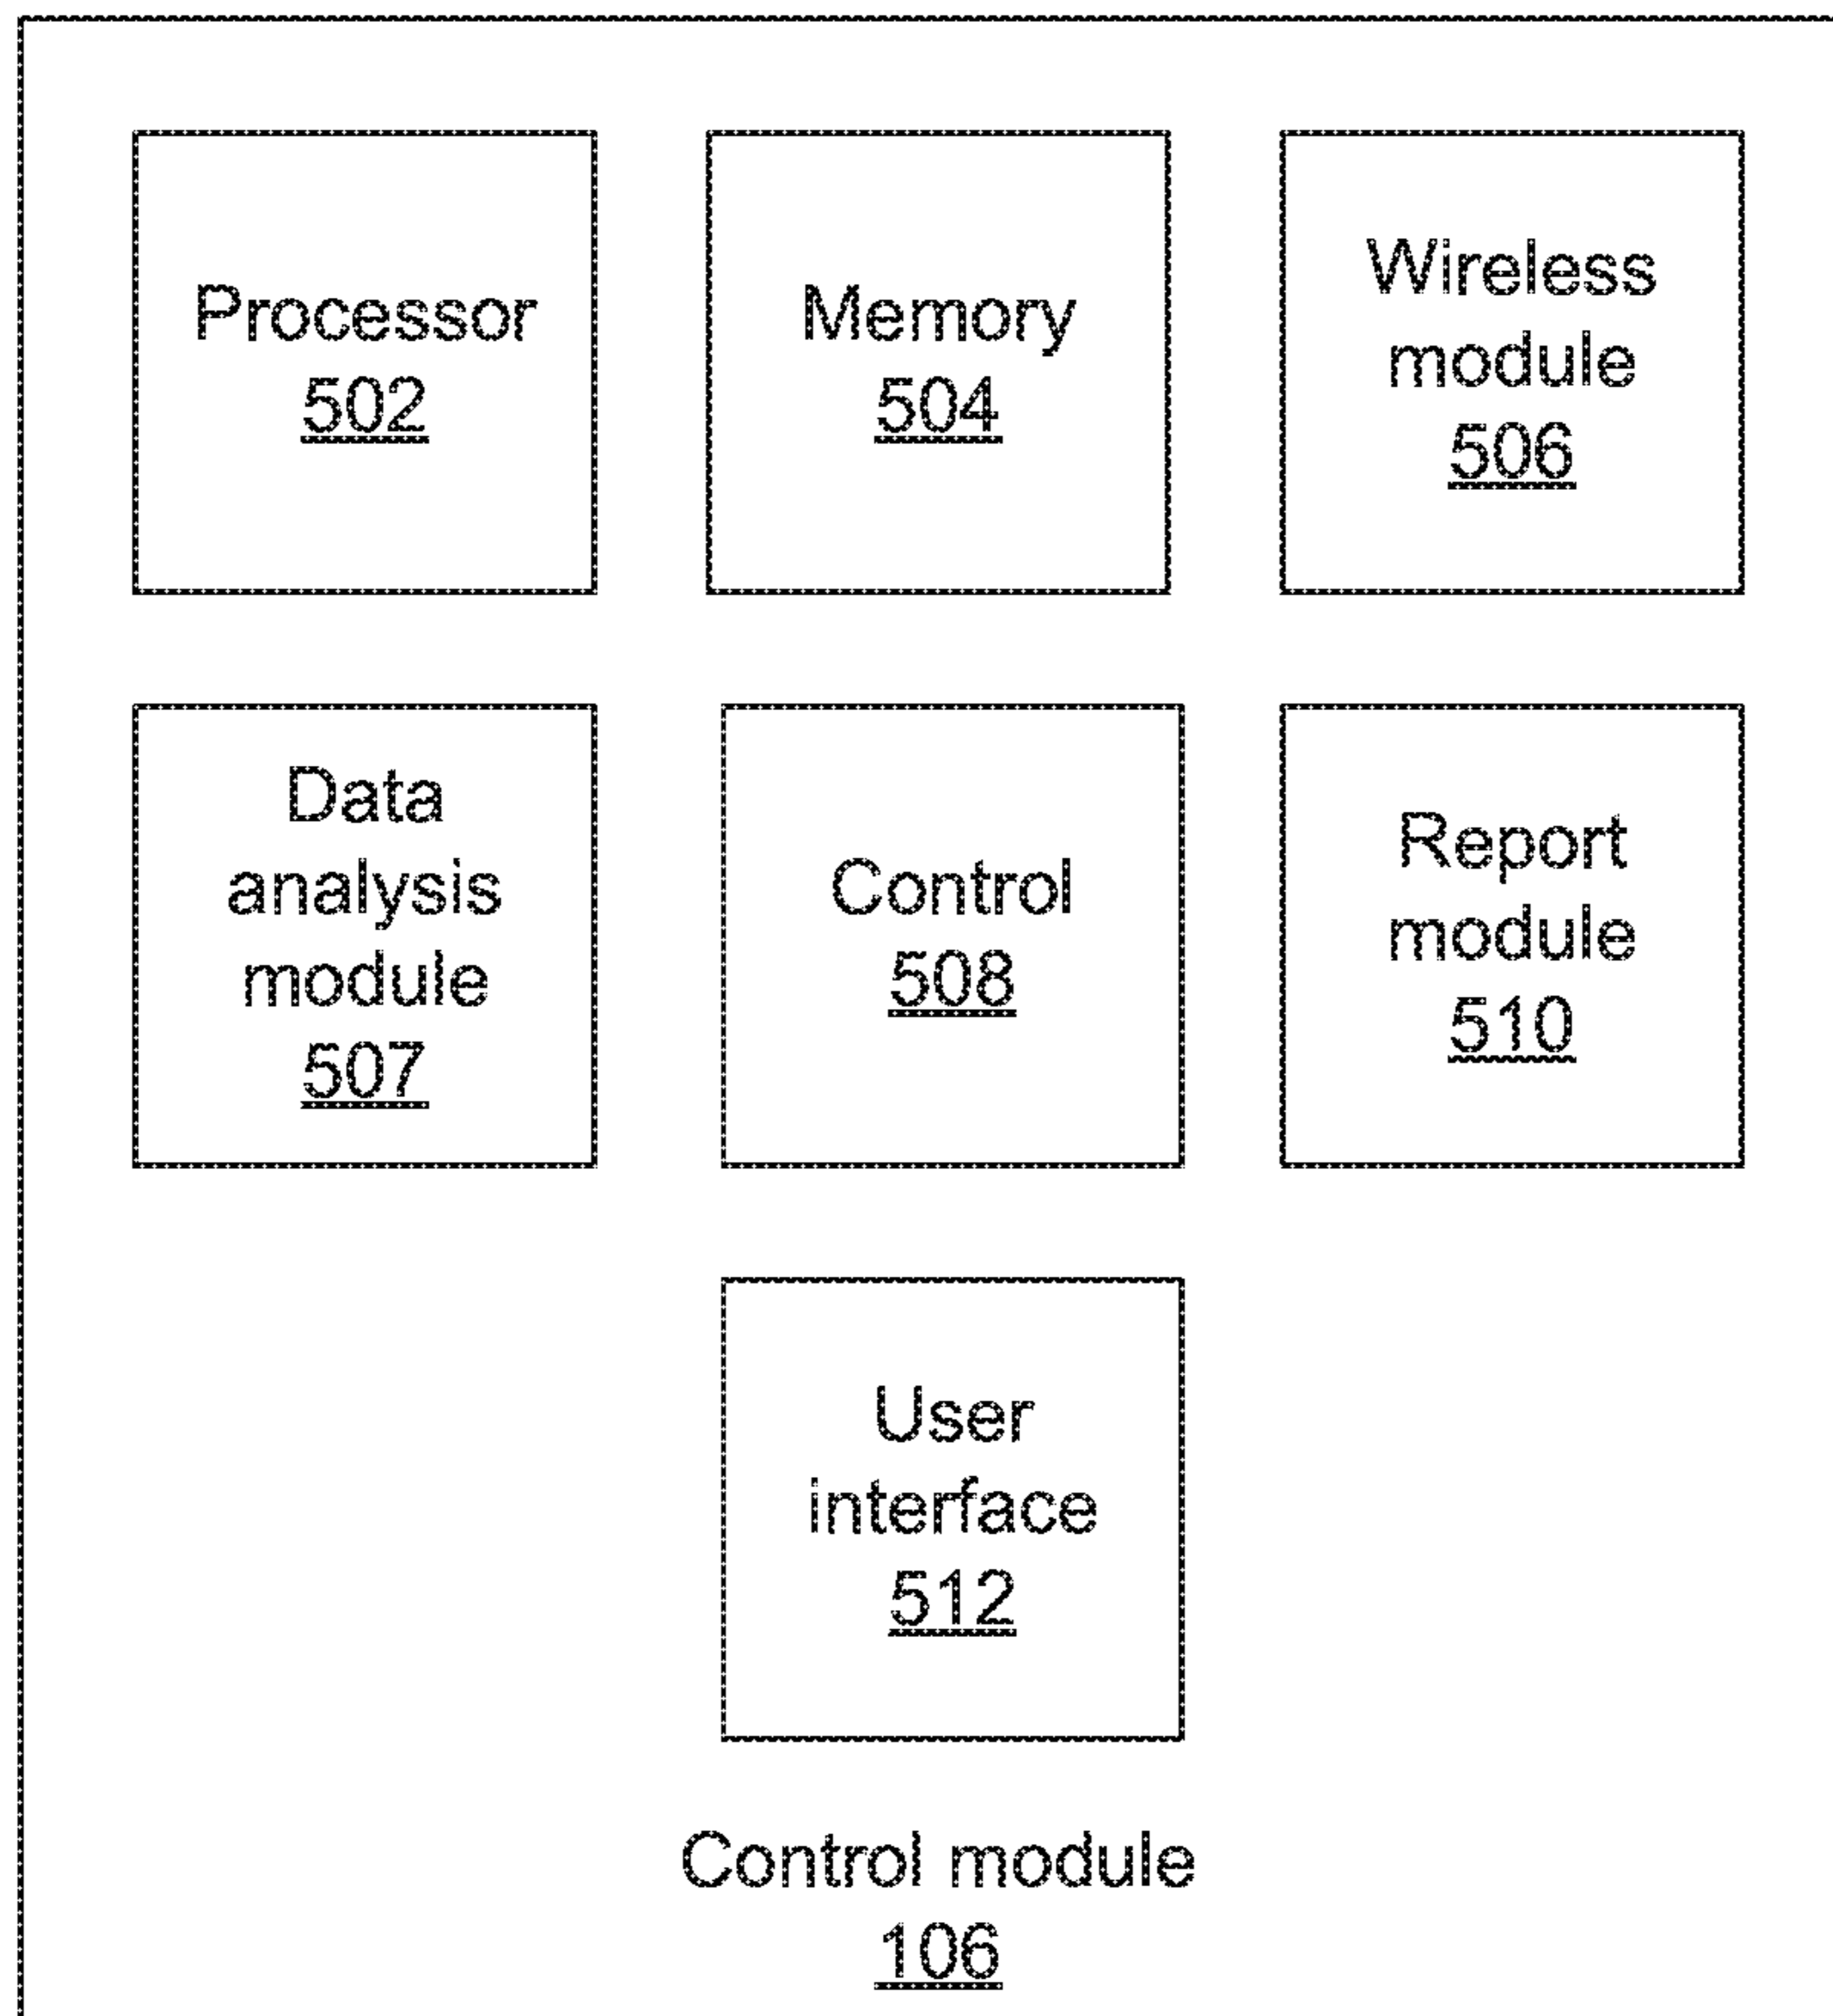 Processor
502
Memory
504
Wireless
module
506
Data
analysis
module
507
Control
508
Report
module
510
User
interface
512
Control module
106